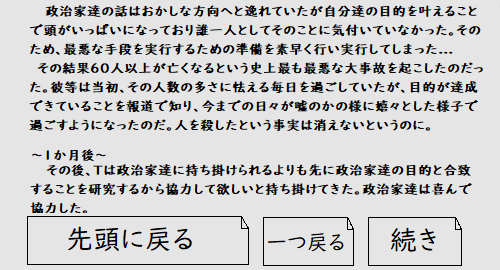 政治家達の話はおかしな方向へと逸れていたが自分達の目的を叶えること
で頭がいっぱいになっており誰一人としてそのことに気付いていなかった。その
ため、最悪な手段を実行するための準備を素早く行い実行してしまった...
その結果60人以上が亡くなるという史上最も最悪な大事故を起こしたのだっ
た。彼等は当初、その人数の多さに怯える毎日を過ごしていたが、目的が達成
できていることを報道で知り、今までの日々が嘘のかの様に嬉々とした様子で
過ごすようになったのだ。人を殺したという事実は消えないというのに。
～1か月後～
その後、Tは政治家達に持ち掛けられるよりも先に政治家達の目的と合致
することを研究するから協力して欲しいと持ち掛けてきた。政治家達は喜んで
協力した。
先頭に戻る
一つ戻る
続き